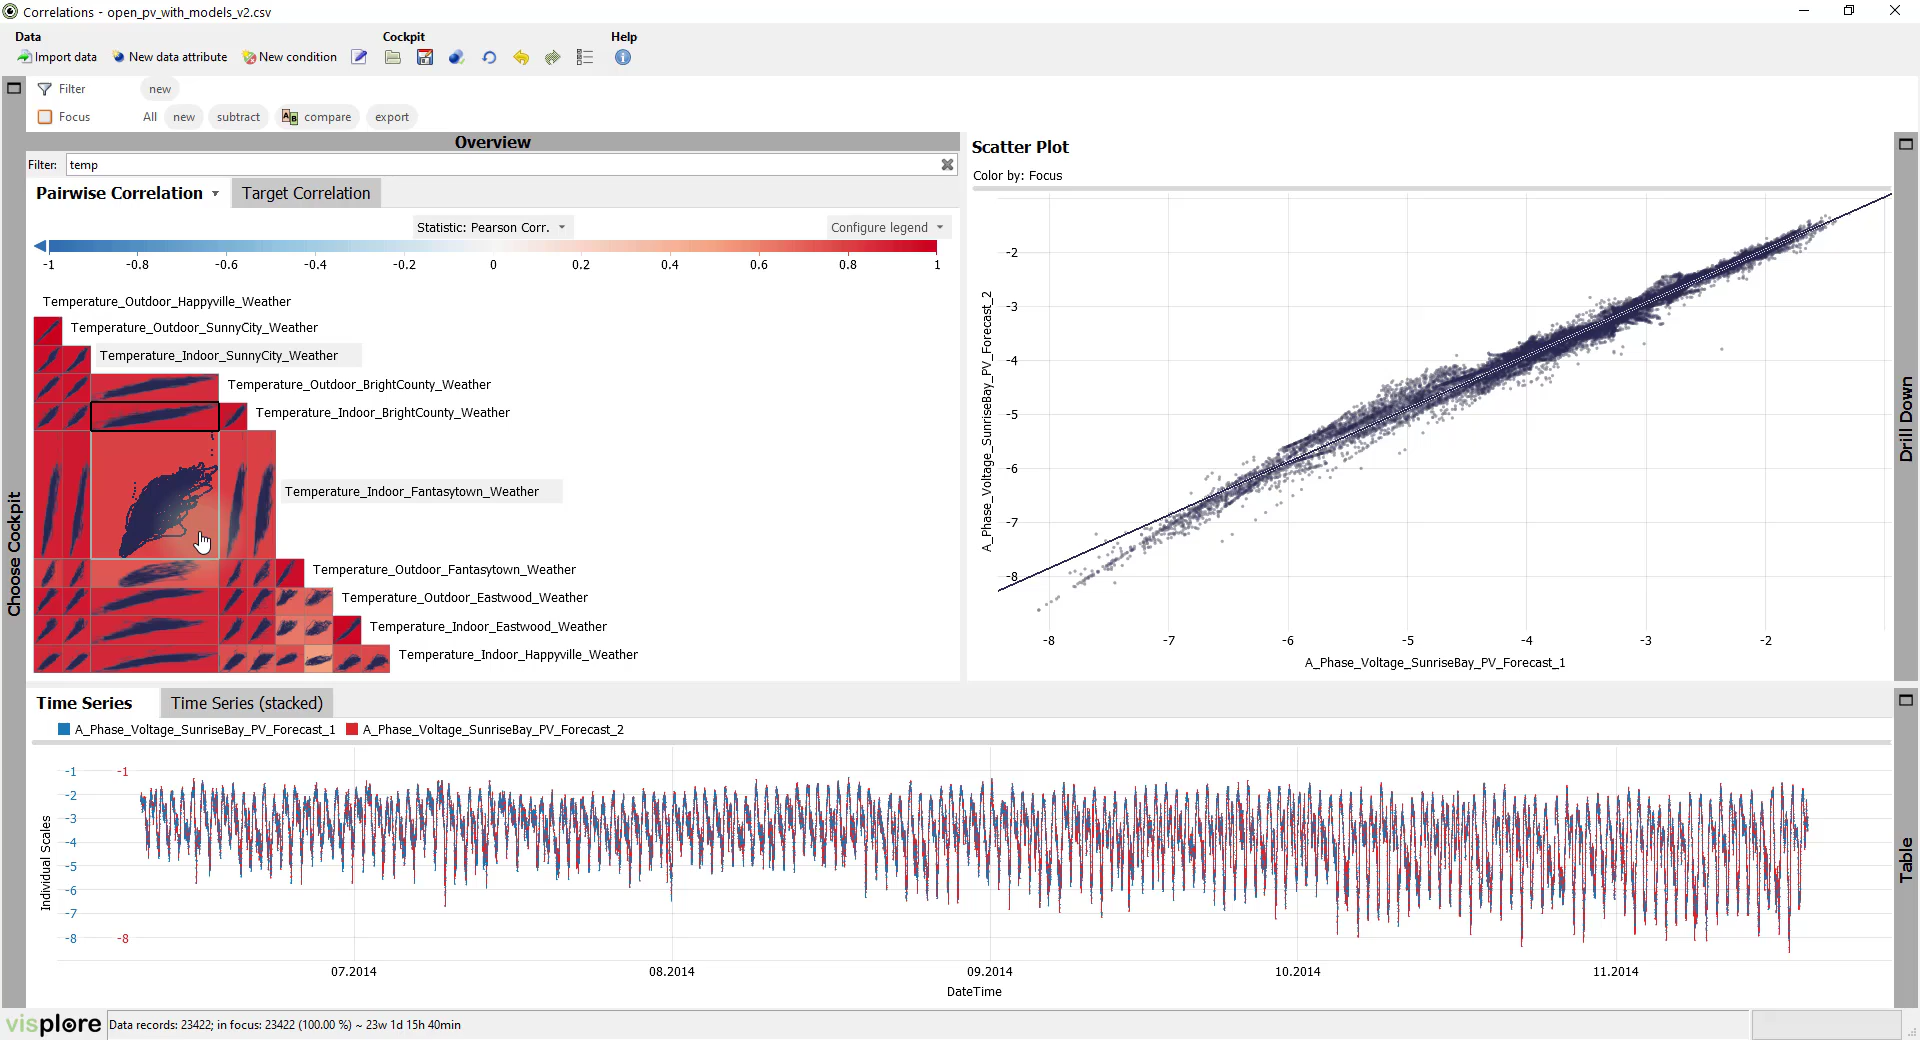 Correlations - open_pv_with_models_v2.csv
Data Cockpit Help
Import data New data attribute New condition
Filter new
Focus All new subtract AB compare export
Choose Cockpit
Overview
Filter: temp
Pairwise Correlation Target Correlation
Statistic: Pearson Corr. Configure legend
-1 -0.8 -0.6 -0.4 -0.2 0 0.2 0.4 0.6 0.8 1
Temperature_Outdoor_Happyville_Weather
Temperature_Outdoor_SunnyCity_Weather
Temperature_Indoor_SunnyCity_Weather
Temperature_Outdoor_BrightCounty_Weather
Temperature_Indoor_BrightCounty_Weather
Temperature_Indoor_Fantasytown_Weather
Temperature_Outdoor_Fantasytown_Weather
Temperature_Outdoor_Eastwood_Weather
Temperature_Indoor_Eastwood_Weather
Temperature_Indoor_Happyville_Weather
Scatter Plot
Color by: Focus
A_Phase_Voltage_SunriseBay_PV_Forecast_2
-2
-3
-4
-5
-6
-7
-8
-8 -7 -6 -5 -4 -3 -2
A_Phase_Voltage_SunriseBay_PV_Forecast_1
Drill Down
Time Series Time Series (stacked)
A_Phase_Voltage_SunriseBay_PV_Forecast_1 A_Phase_Voltage_SunriseBay_PV_Forecast_2
Individual Scales
-1 -1
-2
-3
-4
-5
-6
-7
-8 -8
07.2014 08.2014 09.2014 10.2014 11.2014
DateTime
Table
visplore Data records: 23422; in focus: 23422 (100.00 %) ~ 23w 1d 15h 40min